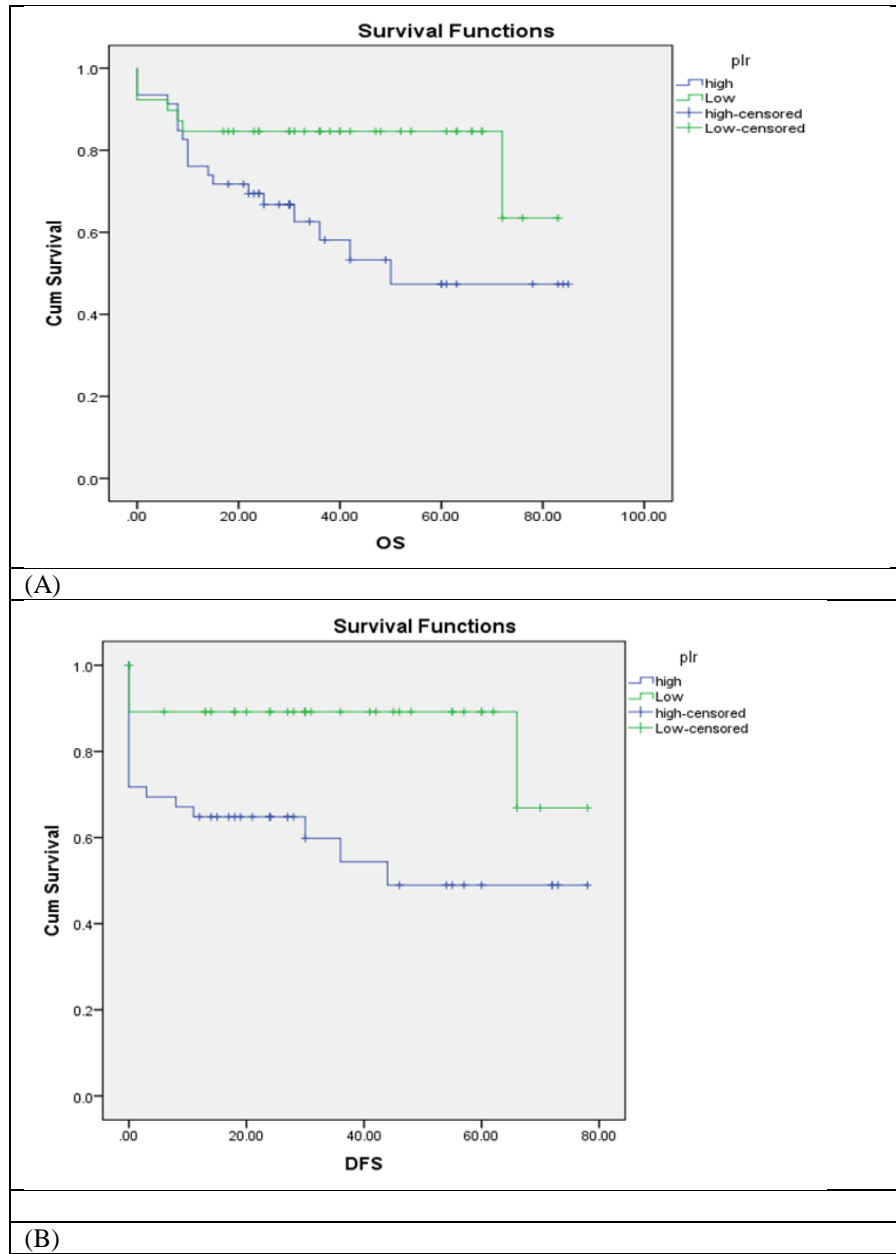 Survival Functions
plr
high
Low
high-censored
Low-censored
Cum Survival
1.0
0.8
0.6
0.4
0.2
0.0
.00 20.00 40.00 60.00 80.00 100.00
OS
(A)
Survival Functions
plr
high
Low
high-censored
Low-censored
Cum Survival
1.0
0.8
0.6
0.4
0.2
0.0
.00 20.00 40.00 60.00 80.00
DFS
(B)